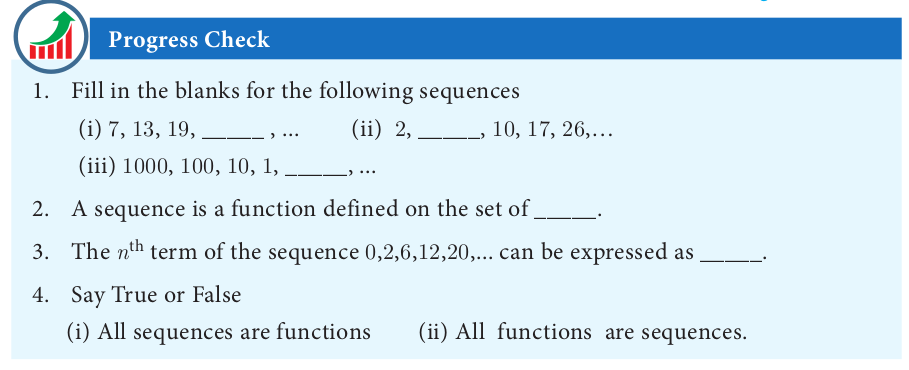 Progress Check
1. Fill in the blanks for the following sequences
(i) 7, 13, 19, _____ , ... (ii) 2, _____, 10, 17, 26,...
(iii) 1000, 100, 10, 1, _____, ...
2. A sequence is a function defined on the set of _____.
3. The nth term of the sequence 0,2,6,12,20,... can be expressed as _____.
4. Say True or False
(i) All sequences are functions (ii) All functions are sequences.